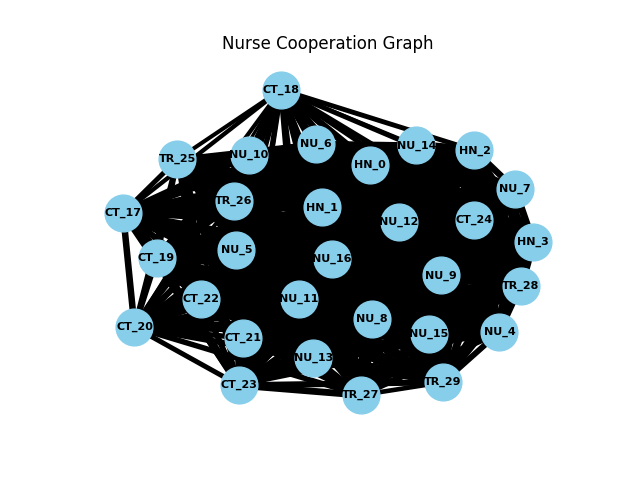 Nurse Cooperation Graph
CT_18
NU_6
NU_14
HN_2
NU_10
TR_25
HN_0
NU_7
TR_26
HN_1
CT_17
CT_24
NU_12
HN_3
NU_5
CT_19
NU_16
NU_9
TR_28
CT_22
NU_11
NU_8
CT_20
NU_4
NU_15
CT_21
NU_13
TR_29
CT_23
TR_27